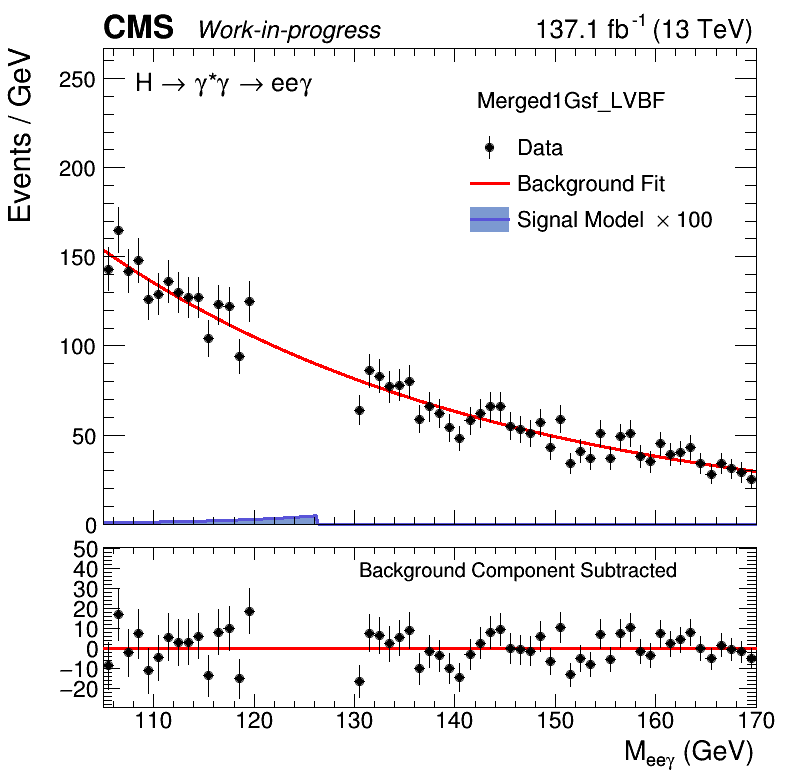 CMS Work-in-progress 137.1 fb⁻¹ (13 TeV)
Events / GeV
H → γ*γ → eeγ
Merged1Gsf_LVBF
Data
Background Fit
Signal Model × 100
250
200
150
100
50
0
Background Component Subtracted
50
40
30
20
10
0
−10
−20
110 120 130 140 150 160 170
M_eeγ (GeV)